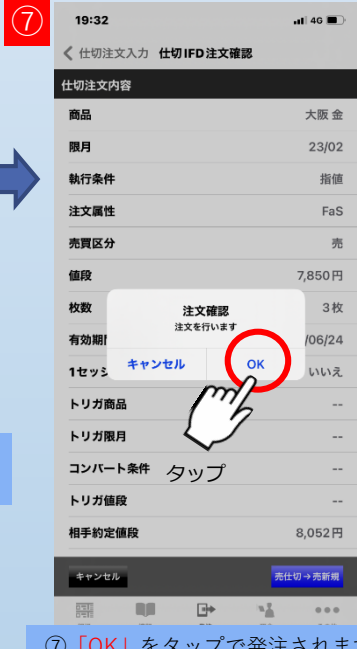 ⑦
19:32
4G
仕切注文入力 仕切IFD注文確認
仕切注文内容
商品 大阪 金
限月 23/02
執行条件 指値
注文属性 FaS
売買区分 売
値段 7,850円
枚数 3枚
注文確認
注文を行います
有効期 /06/24
キャンセル OK
1セッシ いいえ
トリガ商品 --
トリガ限月 --
コンバート条件 --
タップ
トリガ値段 --
相手約定値段 8,052円
キャンセル 売仕切→売新規
⑦「OK」をタップで発注されます